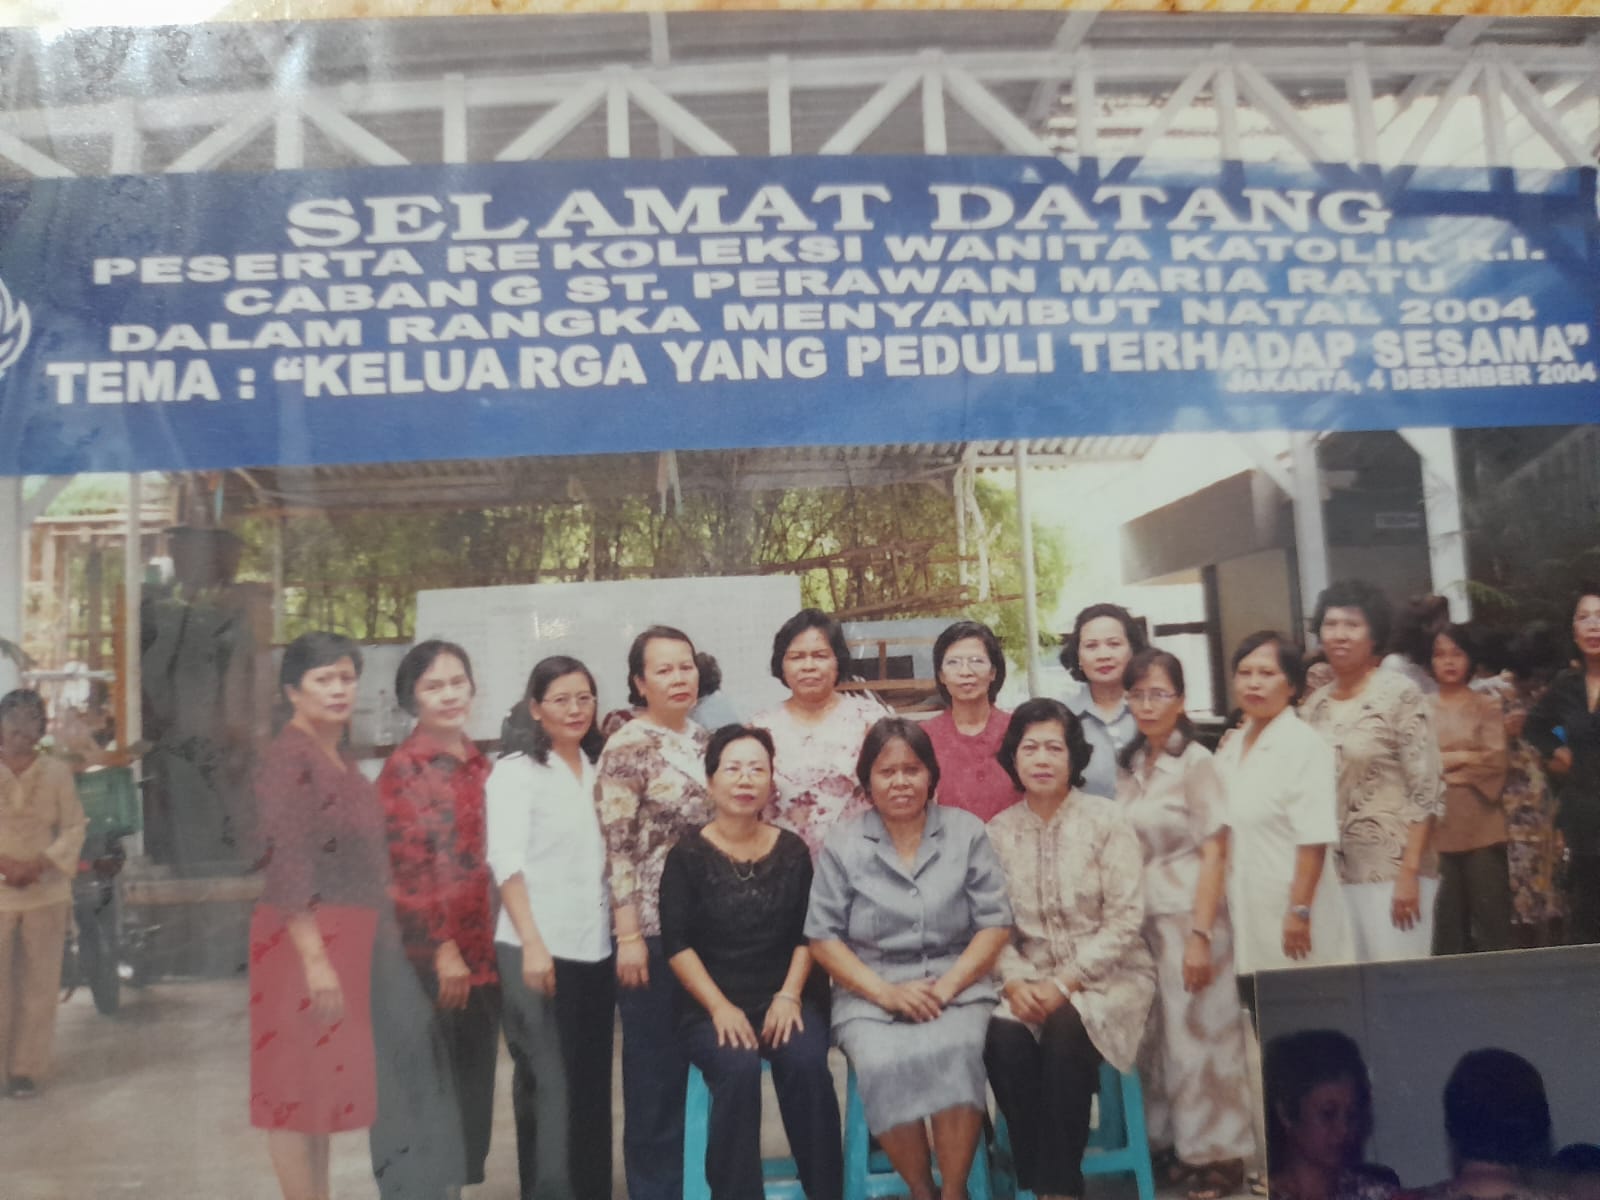 SELAMAT DATANG
PESERTA REKOLEKSI WANITA KATOLIK R.I.
CABANG ST. PERAWAN MARIA RATU
DALAM RANGKA MENYAMBUT NATAL 2004
TEMA : "KELUARGA YANG PEDULI TERHADAP SESAMA"
JAKARTA, 4 DESEMBER 2004